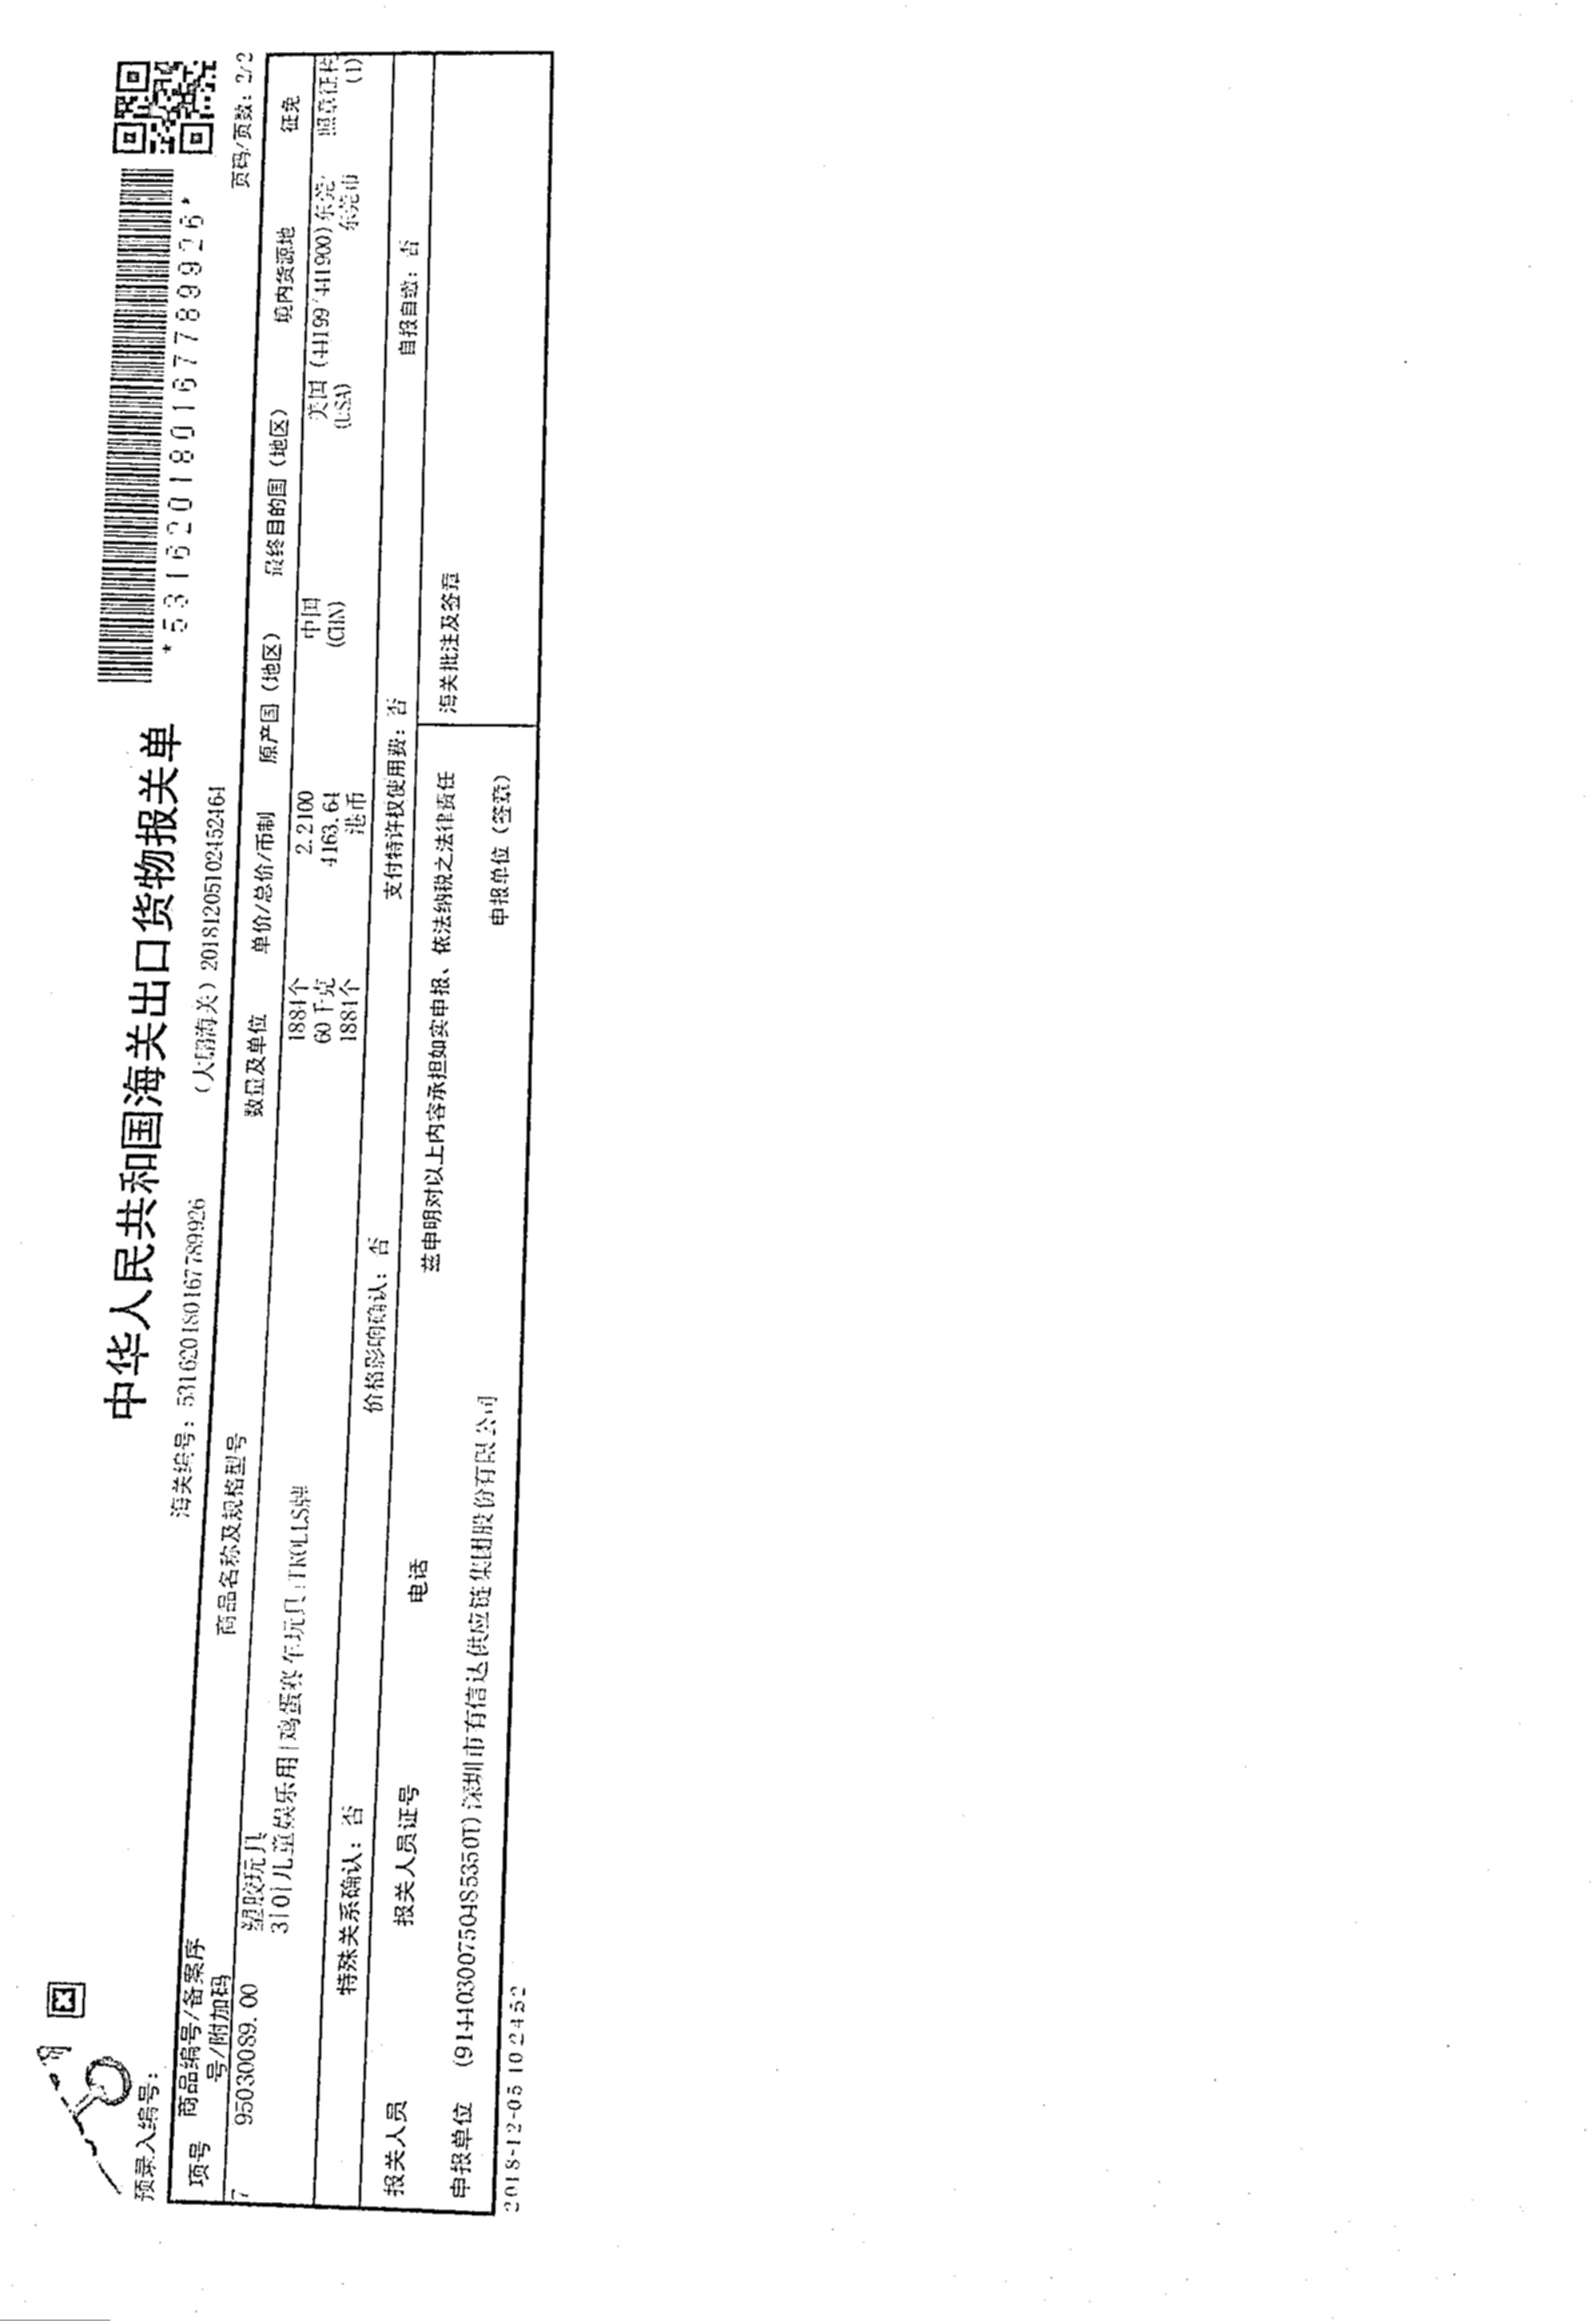 中华人民共和国海关出口货物报关单
*531620180167789926*
预录入编号：
海关编号：531620180167789926
（大鹏海关）
页码/页数：2/2
项号 商品编号/备案序号/附加码 商品名称及规格型号 数量及单位 单价/总价/币制 原产国（地区） 最终目的国（地区） 境内货源地 征免
7 95030089.00 塑胶玩具 1884个 2.2100 中国 美国 (44199/441900)东莞/ 照章征税
3|0|儿童娱乐用|鸡蛋赛车玩具|TROLLS牌 60千克 4163.64 (CHN) (USA) 东莞市 (1)
1884个 港币
特殊关系确认：否 价格影响确认：否 支付特许权使用费：否 自报自缴：否
报关人员 报关人员证号 电话 兹申明对以上内容承担如实申报、依法纳税之法律责任 海关批注及签章
申报单位 (91440300750485350T)深圳市有信达供应链集团股份有限公司 申报单位（签章）